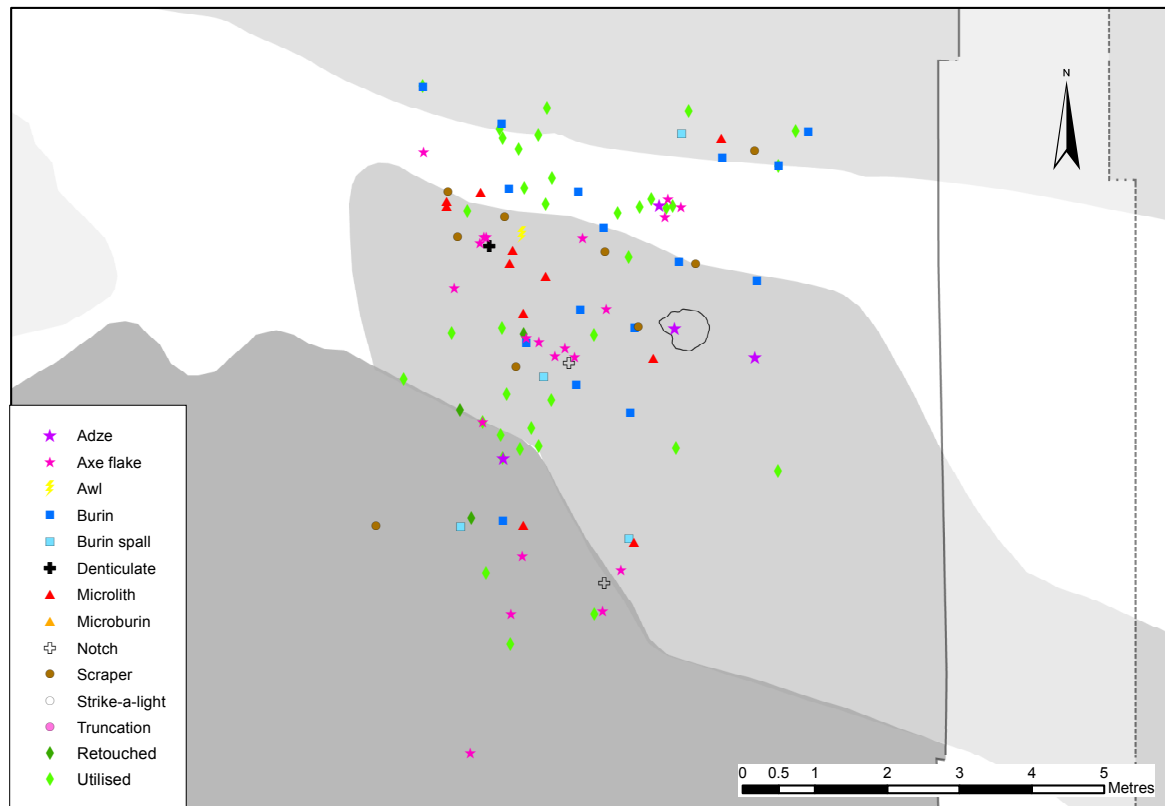 N
Adze
Axe flake
Awl
Burin
Burin spall
Denticulate
Microlith
Microburin
Notch
Scraper
Strike-a-light
Truncation
Retouched
Utilised
0 0.5 1 2 3 4 5
Metres